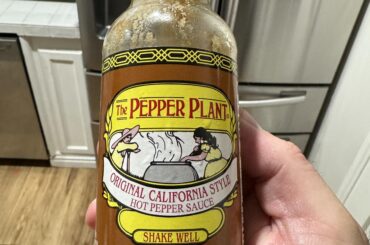 The PEPPER PLANT
ORIGINAL CALIFORNIA STYLE
HOT PEPPER SAUCE
SHAKE WELL